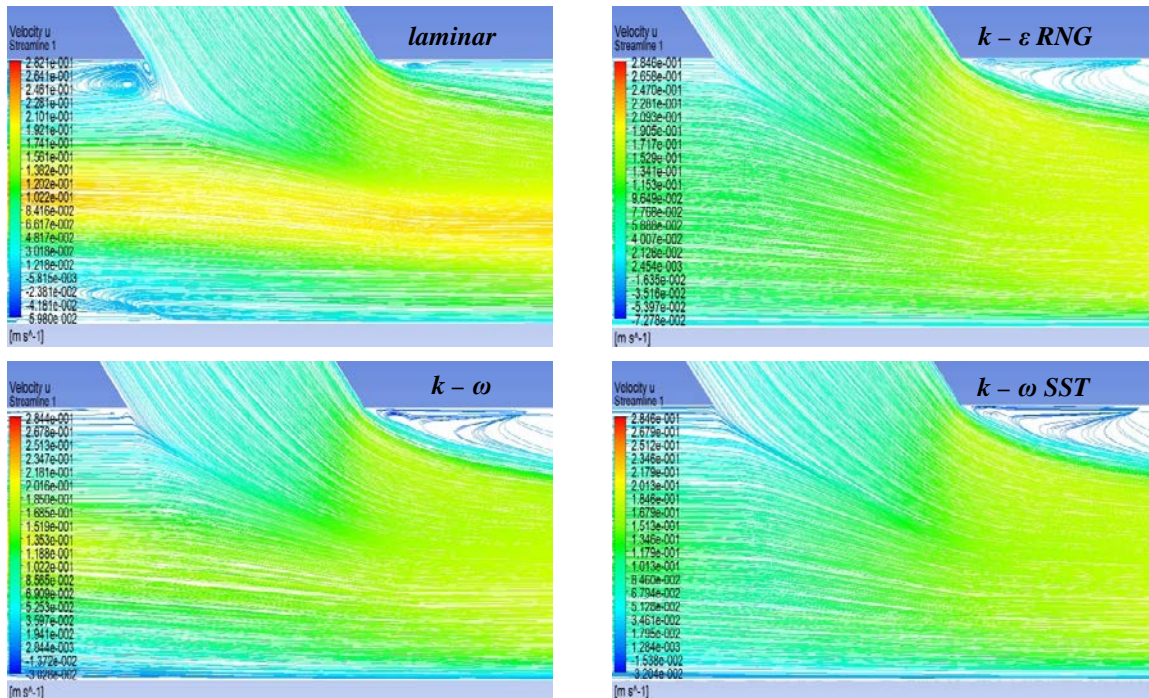 laminar
Velocity u
Streamline 1
2.821e-001
2.641e-001
2.461e-001
2.281e-001
2.101e-001
1.921e-001
1.741e-001
1.561e-001
1.382e-001
1.202e-001
1.022e-001
8.416e-002
6.617e-002
4.817e-002
3.018e-002
1.218e-002
-5.815e-003
-2.381e-002
-4.181e-002
-5.980e-002
[m s^-1]
k – ε RNG
Velocity u
Streamline 1
2.846e-001
2.658e-001
2.470e-001
2.281e-001
2.093e-001
1.905e-001
1.717e-001
1.529e-001
1.341e-001
1.153e-001
9.649e-002
7.768e-002
5.888e-002
4.007e-002
2.126e-002
2.454e-003
-1.635e-002
-3.516e-002
-5.397e-002
-7.278e-002
[m s^-1]
k – ω
Velocity u
Streamline 1
2.844e-001
2.678e-001
2.513e-001
2.347e-001
2.181e-001
2.016e-001
1.850e-001
1.685e-001
1.519e-001
1.353e-001
1.188e-001
1.022e-001
8.565e-002
6.909e-002
5.253e-002
3.597e-002
1.941e-002
2.844e-003
-1.372e-002
-3.028e-002
[m s^-1]
k – ω SST
Velocity u
Streamline 1
2.846e-001
2.679e-001
2.512e-001
2.346e-001
2.179e-001
2.013e-001
1.846e-001
1.679e-001
1.513e-001
1.346e-001
1.179e-001
1.013e-001
8.460e-002
6.794e-002
5.128e-002
3.461e-002
1.795e-002
1.284e-003
-1.538e-002
-3.204e-002
[m s^-1]